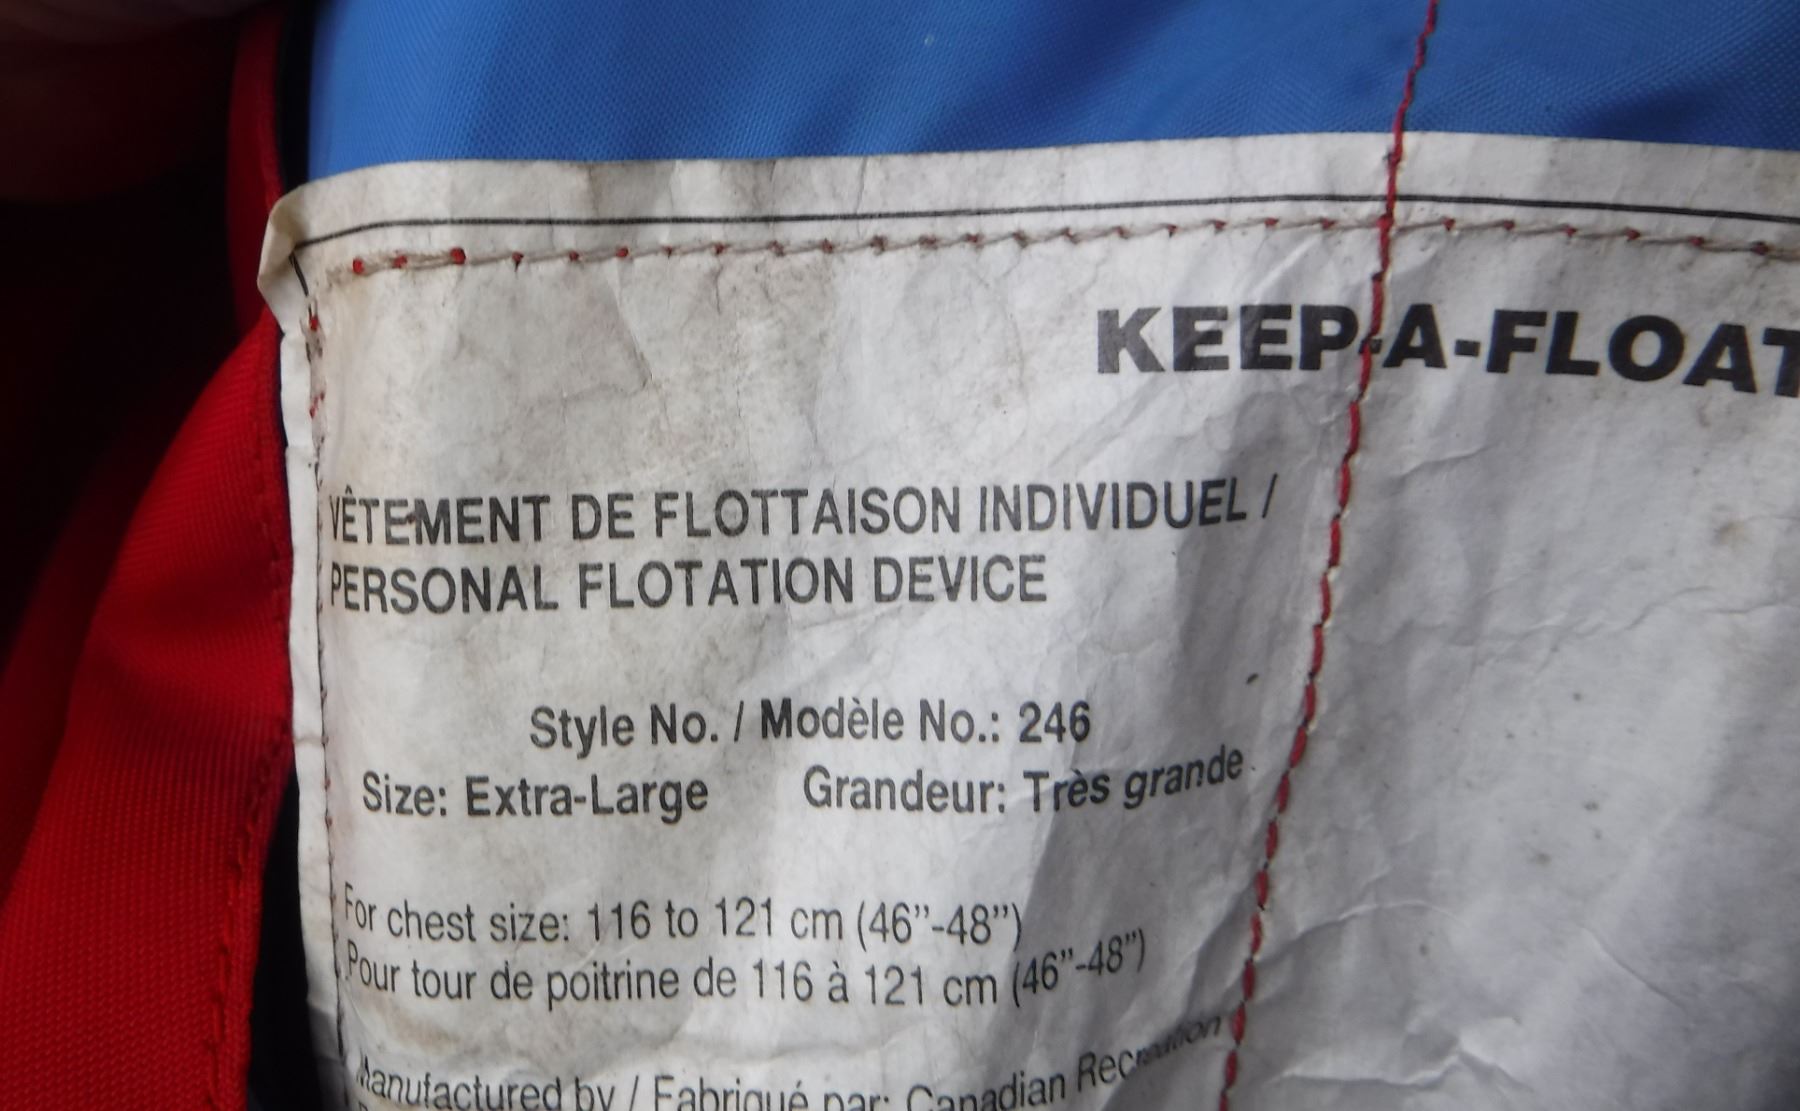 KEEP-A-FLOAT
VÊTEMENT DE FLOTTAISON INDIVIDUEL /
PERSONAL FLOTATION DEVICE
Style No. / Modèle No.: 246
Size: Extra-Large Grandeur: Très grande
For chest size: 116 to 121 cm (46”-48”)
Pour tour de poitrine de 116 à 121 cm (46”-48”)
Manufactured by / Fabriqué par: Canadian Recreation